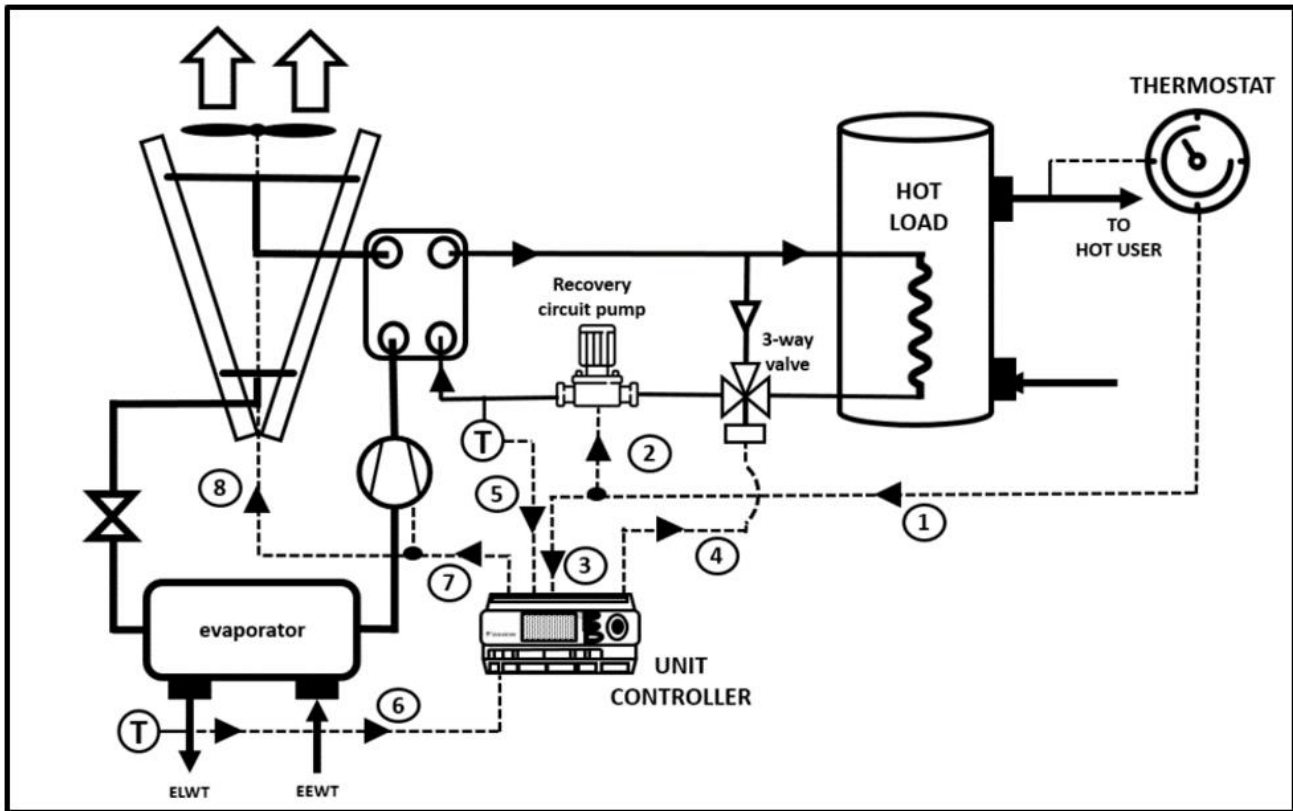 THERMOSTAT
HOT
LOAD
TO
HOT USER
Recovery
circuit pump
3-way
valve
T
2
8
5
1
4
3
7
evaporator
UNIT
CONTROLLER
6
T
ELWT
EEWT